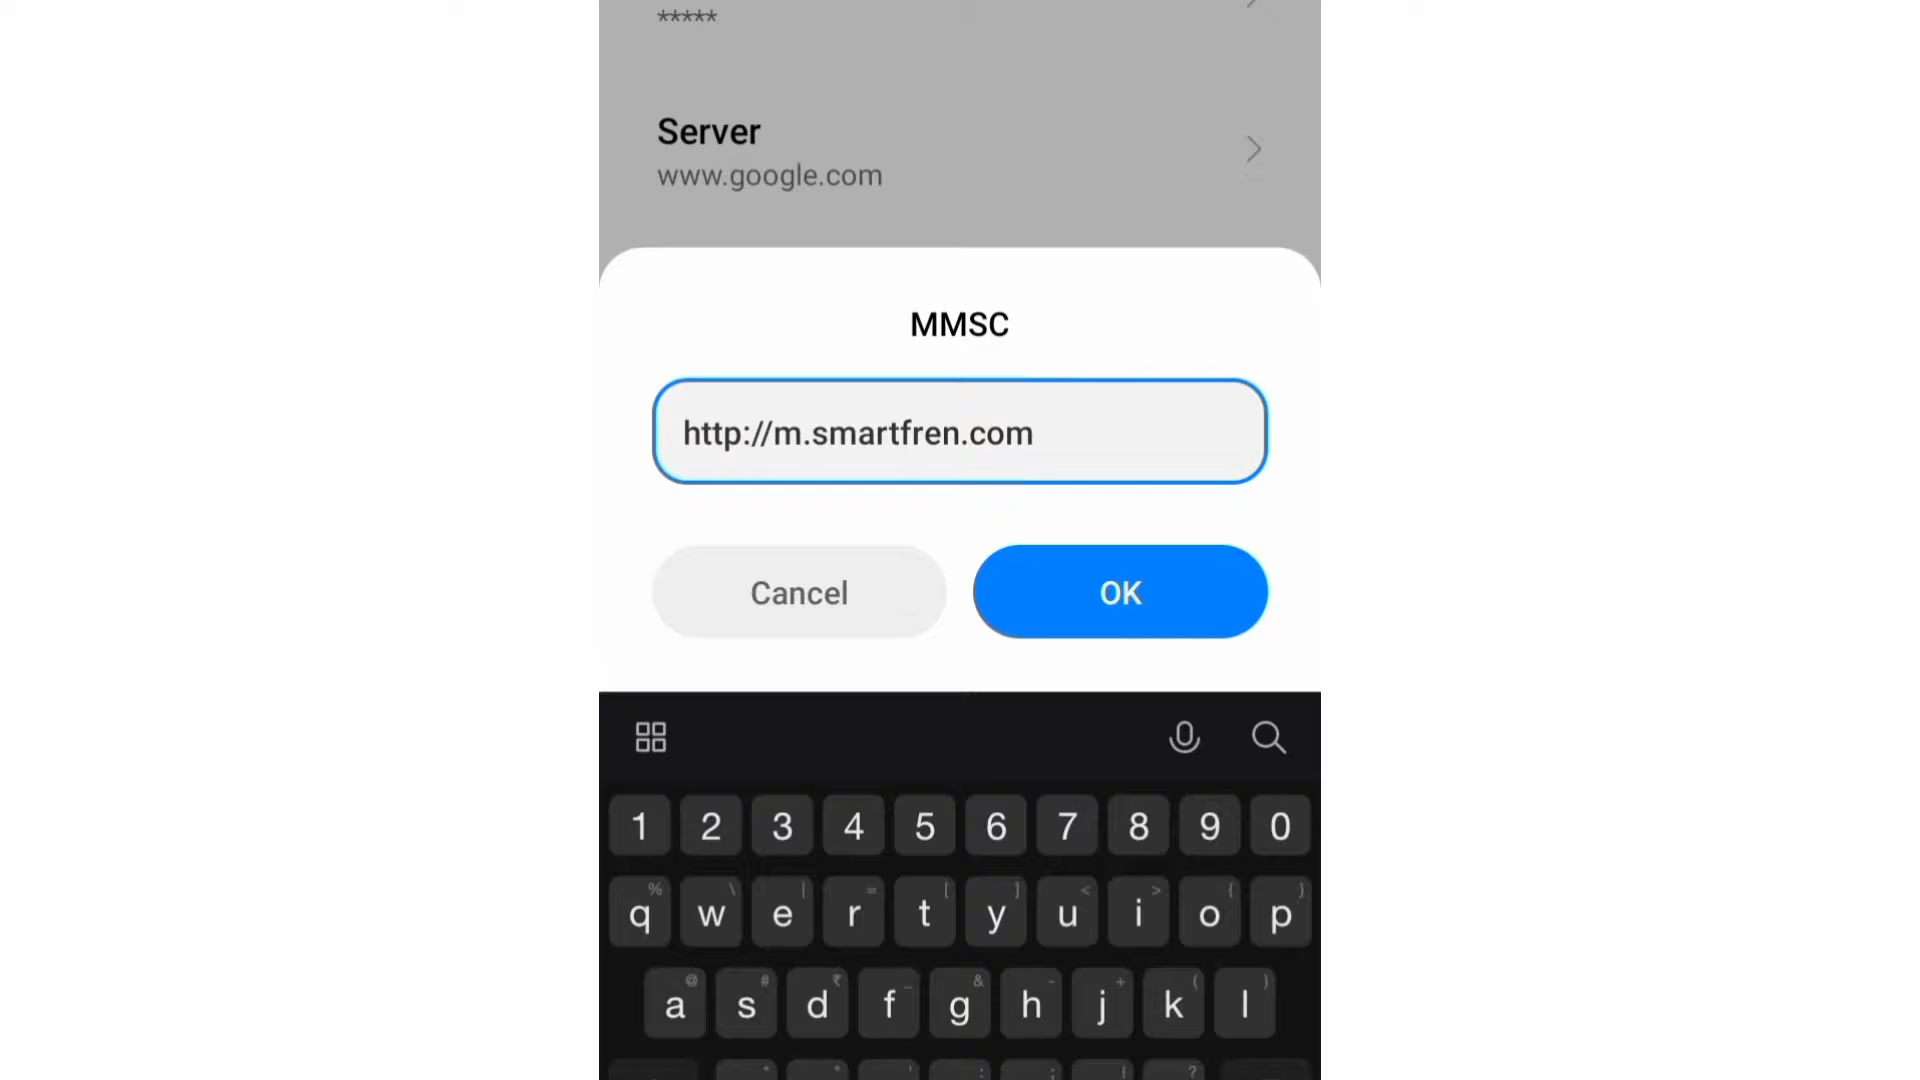 *****
Server
www.google.com
MMSC
http://m.smartfren.com
Cancel OK
1 2 3 4 5 6 7 8 9 0
% \ | = [ ] < > { }
q w e r t y u i o p
@ # ₹ _ & - + ( )
a s d f g h j k l
* " ' : ; ! ?